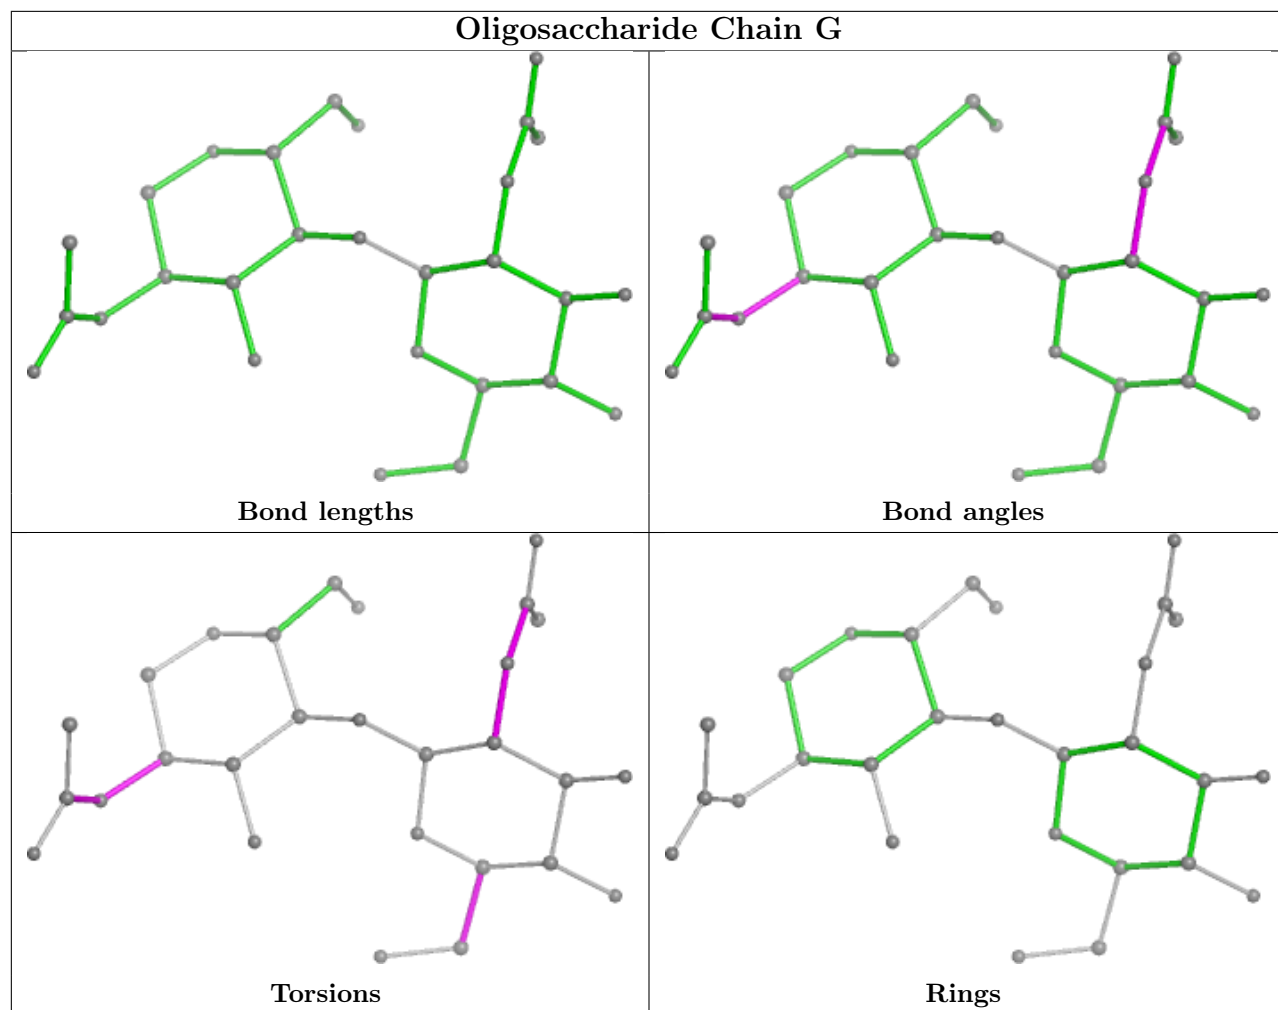 Oligosaccharide Chain G
Bond lengths
Bond angles
Torsions
Rings